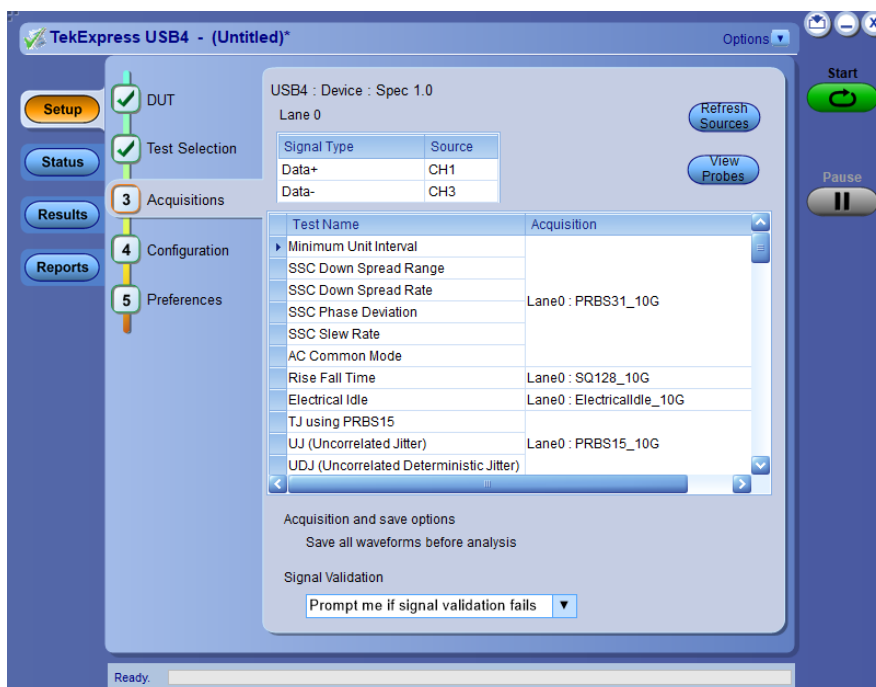 TekExpress USB4 - (Untitled)*
Options
Start
Pause
Setup
Status
Results
Reports
DUT
Test Selection
3 Acquisitions
4 Configuration
5 Preferences
USB4 : Device : Spec 1.0
Lane 0
Refresh
Sources
View
Probes
Signal Type Source
Data+ CH1
Data- CH3
Test Name Acquisition
Minimum Unit Interval
SSC Down Spread Range
SSC Down Spread Rate
SSC Phase Deviation
SSC Slew Rate
AC Common Mode
Lane0 : PRBS31_10G
Rise Fall Time Lane0 : SQ128_10G
Electrical Idle Lane0 : ElectricalIdle_10G
TJ using PRBS15
UJ (Uncorrelated Jitter)
UDJ (Uncorrelated Deterministic Jitter)
Lane0 : PRBS15_10G
Acquisition and save options
Save all waveforms before analysis
Signal Validation
Prompt me if signal validation fails
Ready.